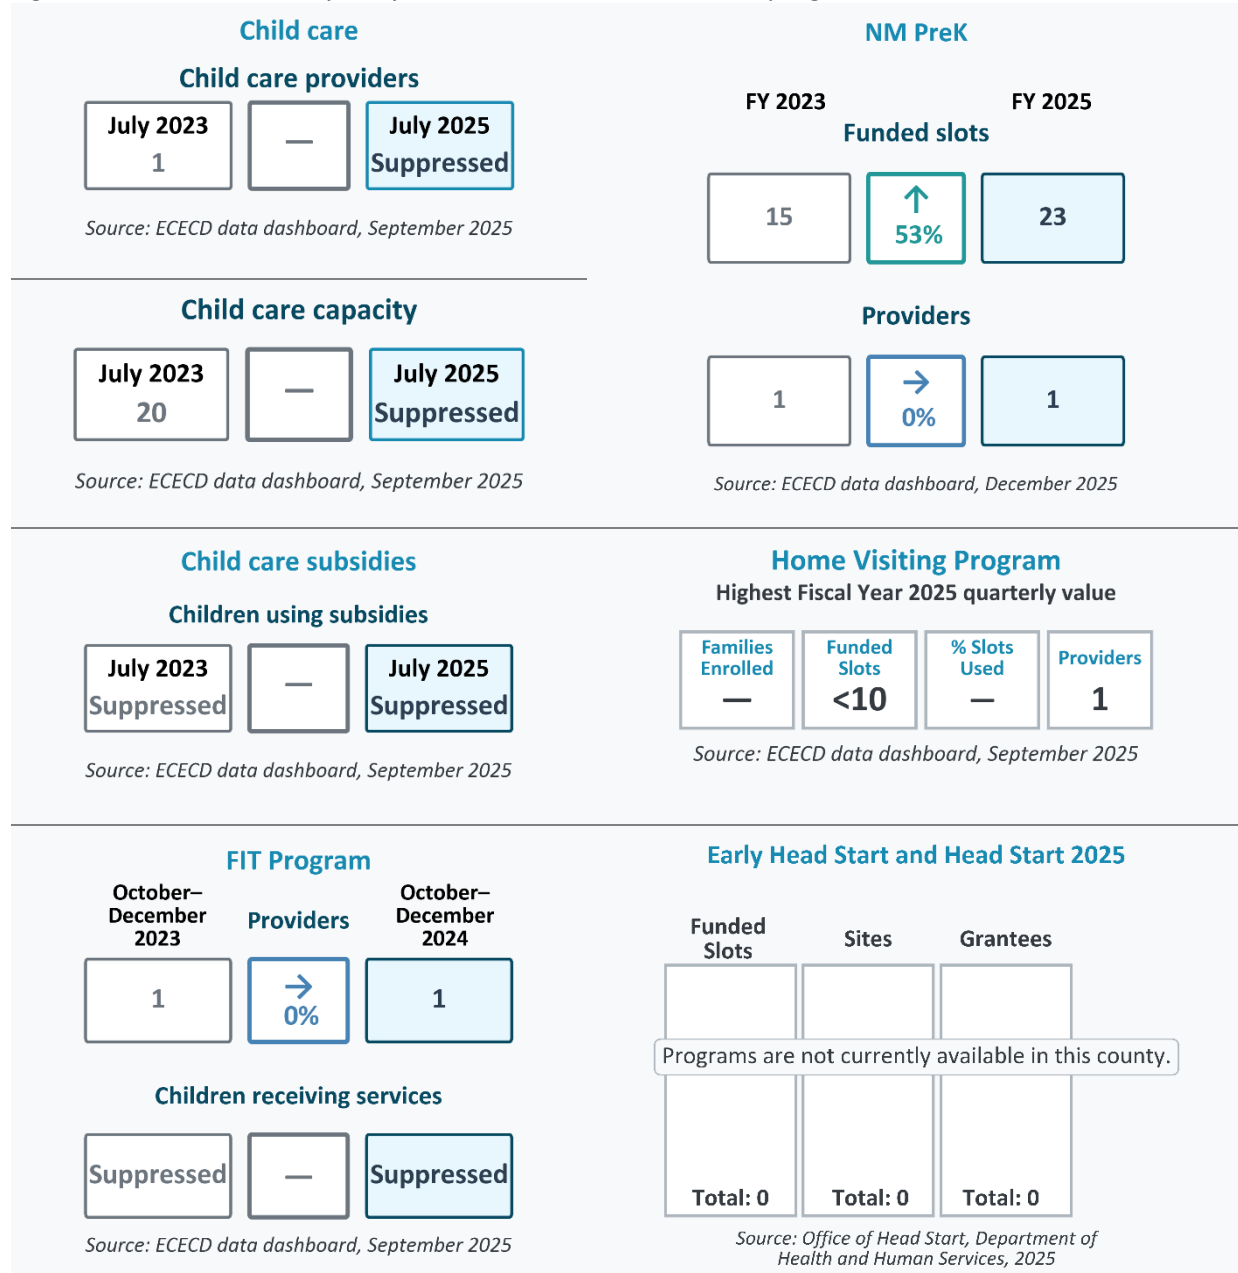 Child care
Child care providers
July 2023
1
—
July 2025
Suppressed
Source: ECECD data dashboard, September 2025
Child care capacity
July 2023
20
—
July 2025
Suppressed
Source: ECECD data dashboard, September 2025
NM PreK
FY 2023
FY 2025
Funded slots
15
↑
53%
23
Providers
1
→
0%
1
Source: ECECD data dashboard, December 2025
Child care subsidies
Children using subsidies
July 2023
Suppressed
—
July 2025
Suppressed
Source: ECECD data dashboard, September 2025
Home Visiting Program
Highest Fiscal Year 2025 quarterly value
Families
Enrolled
—
Funded
Slots
<10
% Slots
Used
—
Providers
1
Source: ECECD data dashboard, September 2025
FIT Program
October–
December
2023
Providers
October–
December
2024
1
→
0%
1
Children receiving services
Suppressed
—
Suppressed
Source: ECECD data dashboard, September 2025
Early Head Start and Head Start 2025
Funded
Slots
Sites
Grantees
Programs are not currently available in this county.
Total: 0
Total: 0
Total: 0
Source: Office of Head Start, Department of
Health and Human Services, 2025